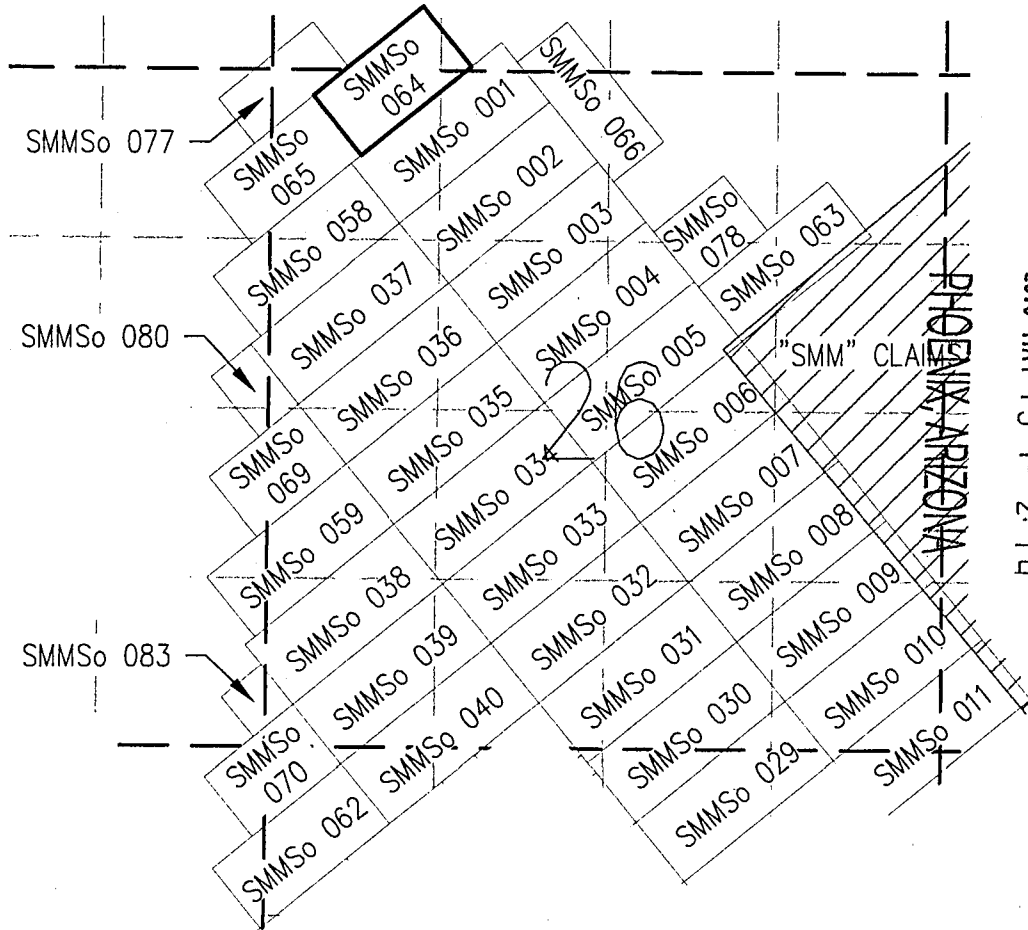 SMMSo
064
SMMSo 001
SMMSo 066
SMMSo 077
SMMSo
065
SMMSo 002
SMMSo 058
SMMSo 003
SMMSo
078
SMMSo 063
SMMSo 037
SMMSo 004
SMMSo 080
SMMSo 036
SMMSo 005
"SMM" CLAIMS
PHOENIX, ARIZONA
26
SMMSo
069
SMMSo 035
SMMSo 006
SMMSo 059
SMMSo 034
SMMSo 007
SMMSo 038
SMMSo 033
SMMSo 008
SMMSo 083
SMMSo 039
SMMSo 032
SMMSo 009
SMMSo
070
SMMSo 040
SMMSo 031
SMMSo 010
SMMSo 062
SMMSo 030
SMMSo 011
SMMSo 029